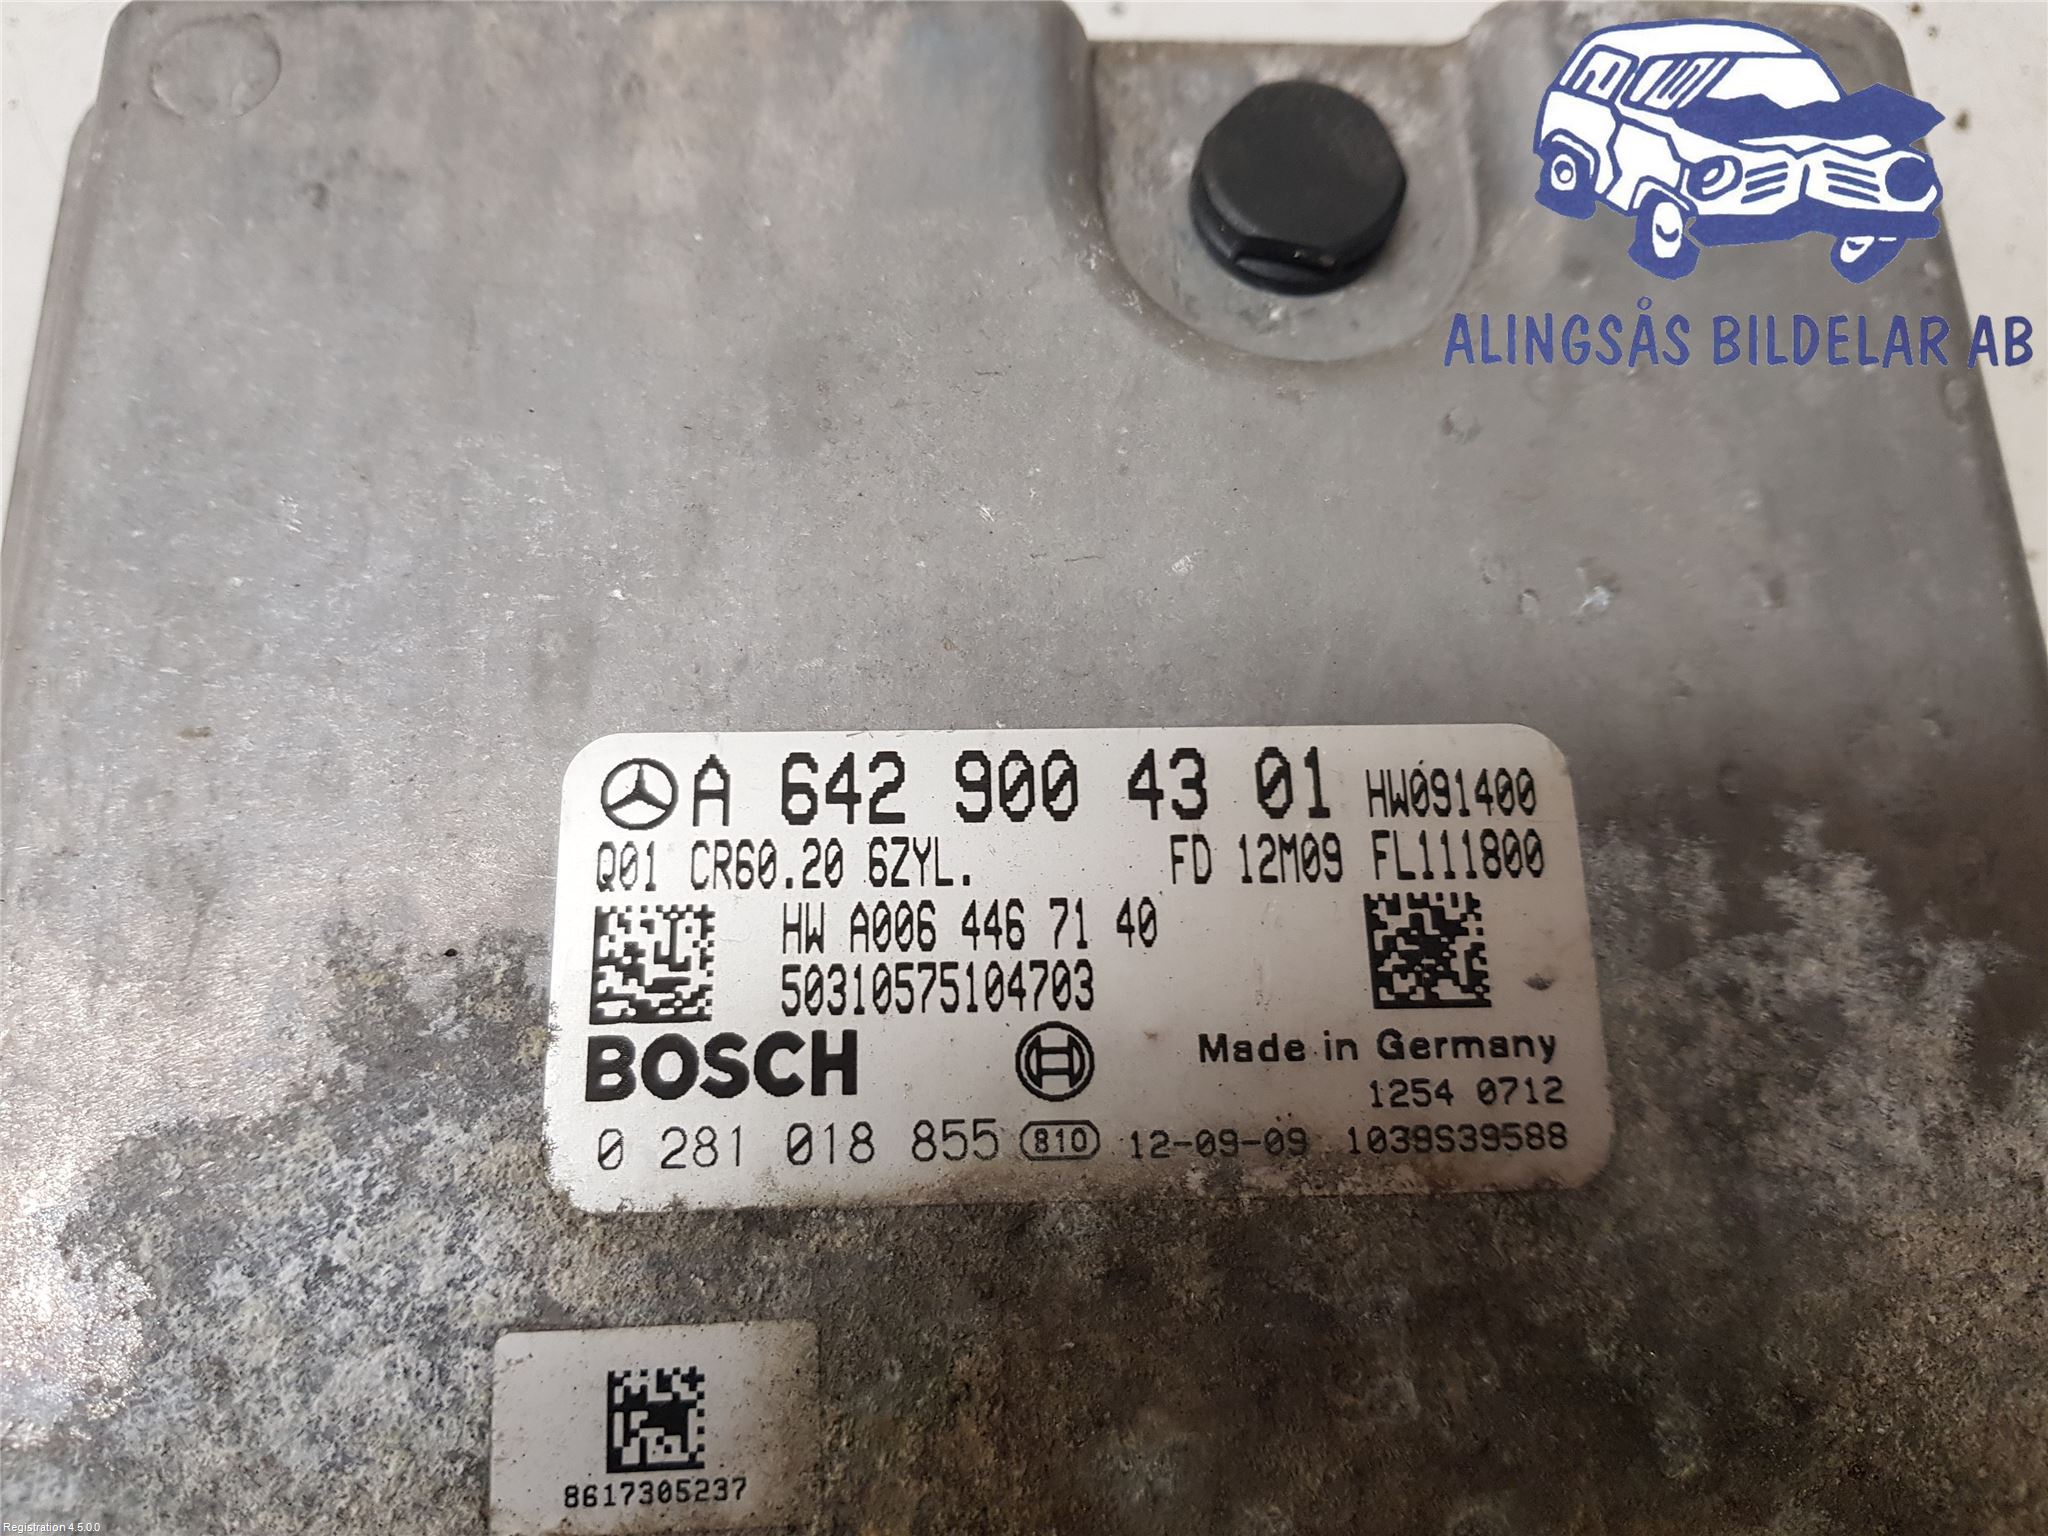 ALINGSÅS BILDELAR AB
A 642 900 43 01 HW091400
Q01 CR60.20 6ZYL. FD 12M09 FL111800
HW A006 446 71 40
50310575104703
BOSCH Made in Germany
1254 0712
0 281 018 855 810 12-09-09 1039S39588
8617305237
Registration 4.5.0.0